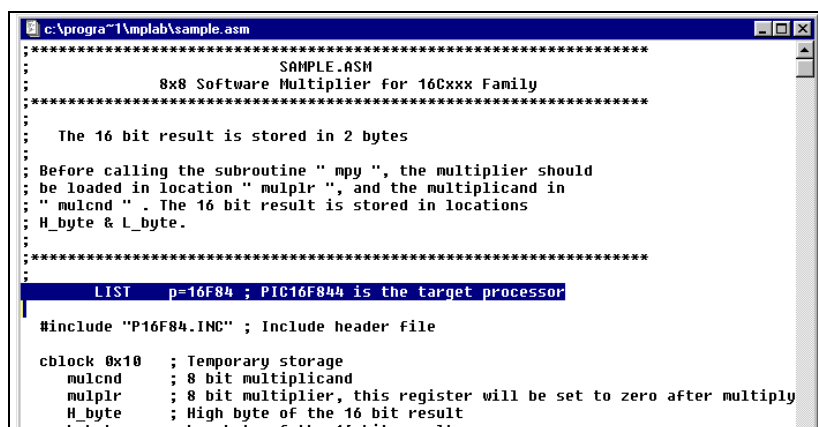 c:\progra~1\mplab\sample.asm
;*******************************************************************
; SAMPLE.ASM
; 8x8 Software Multiplier for 16Cxxx Family
;*******************************************************************
;
; The 16 bit result is stored in 2 bytes
;
; Before calling the subroutine " mpy ", the multiplier should
; be loaded in location " mulplr ", and the multiplicand in
; " mulcnd " . The 16 bit result is stored in locations
; H_byte & L_byte.
;
;*******************************************************************
;
LIST p=16F84 ; PIC16F844 is the target processor
#include "P16F84.INC" ; Include header file
cblock 0x10 ; Temporary storage
mulcnd ; 8 bit multiplicand
mulplr ; 8 bit multiplier, this register will be set to zero after multiply
H_byte ; High byte of the 16 bit result